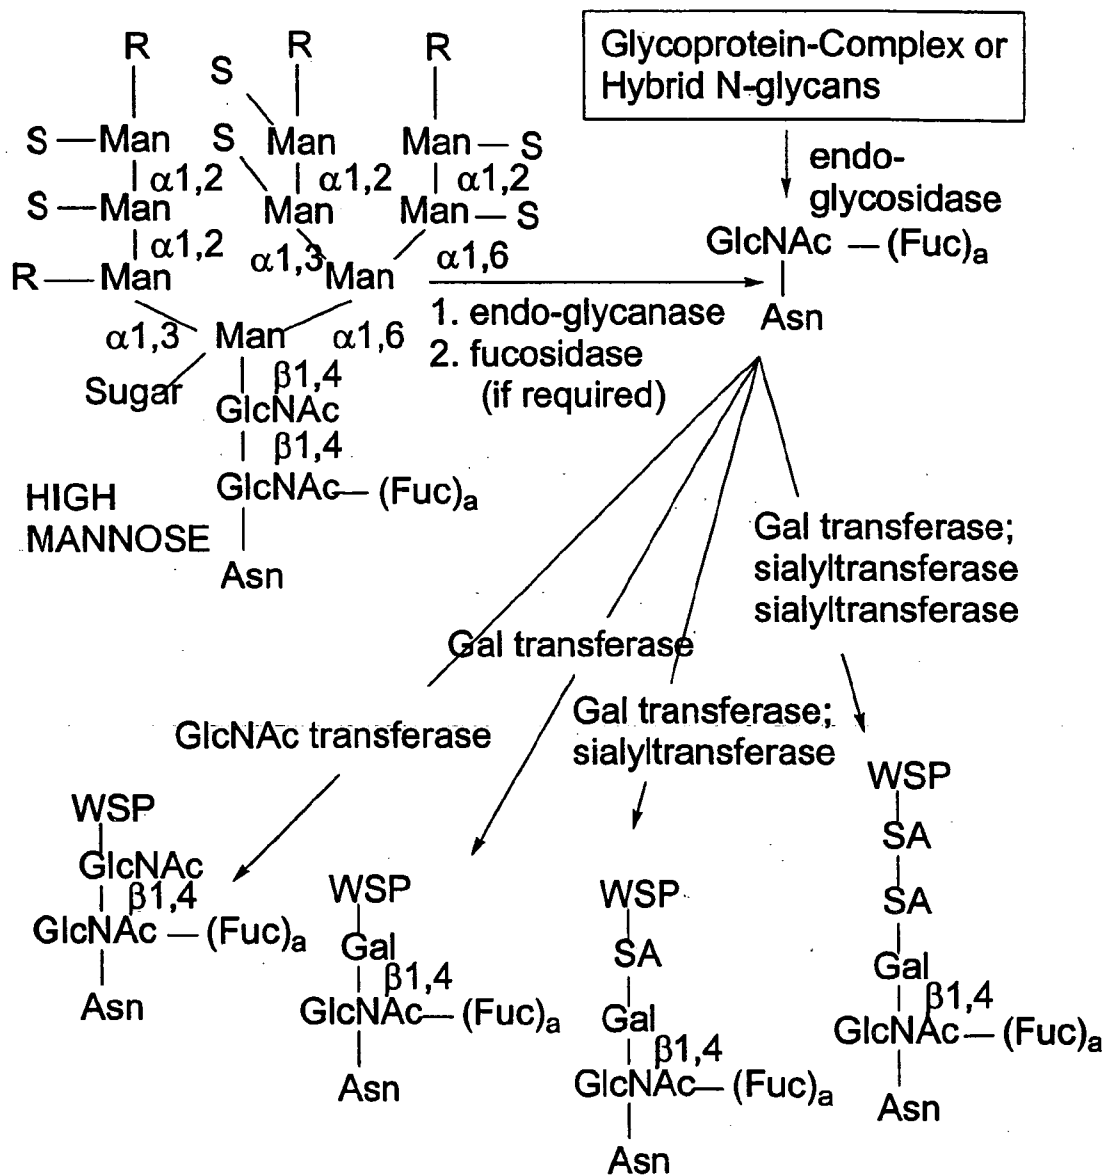 R
R
R
S
S — Man
Man
Man — S
S
α1,2
α1,2
α1,2
S — Man
Man
Man — S
α1,2
α1,3
α1,6
R — Man
Man
α1,3
Man
α1,6
Sugar
β1,4
GlcNAc
β1,4
GlcNAc — (Fuc)a
HIGH
MANNOSE
Asn
Glycoprotein-Complex or
Hybrid N-glycans
endo-
glycosidase
GlcNAc — (Fuc)a
Asn
1. endo-glycanase
2. fucosidase
(if required)
GlcNAc transferase
Gal transferase
Gal transferase;
sialyltransferase
Gal transferase;
sialyltransferase
sialyltransferase
WSP
GlcNAc
β1,4
GlcNAc — (Fuc)a
Asn
WSP
Gal
β1,4
GlcNAc — (Fuc)a
Asn
WSP
SA
Gal
β1,4
GlcNAc — (Fuc)a
Asn
WSP
SA
SA
Gal
β1,4
GlcNAc — (Fuc)a
Asn